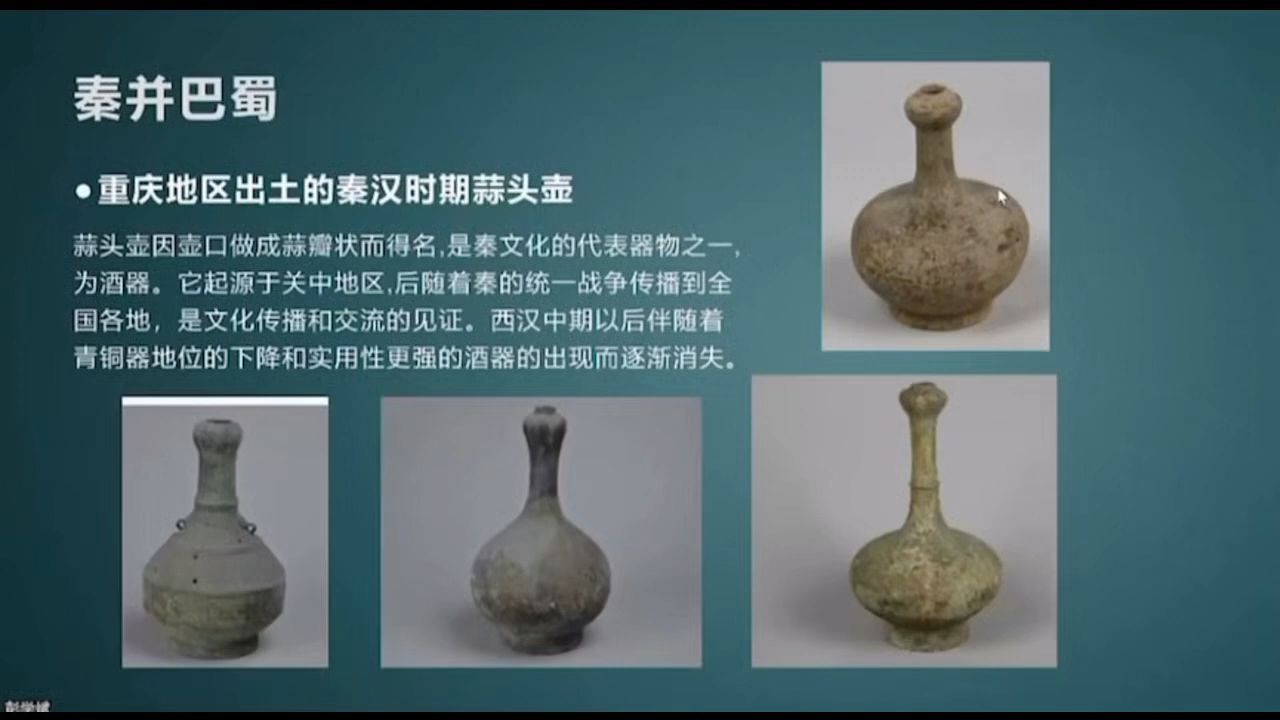 秦并巴蜀
●重庆地区出土的秦汉时期蒜头壶
蒜头壶因壶口做成蒜瓣状而得名,是秦文化的代表器物之一,
为酒器。它起源于关中地区,后随着秦的统一战争传播到全
国各地，是文化传播和交流的见证。西汉中期以后伴随着
青铜器地位的下降和实用性更强的酒器的出现而逐渐消失。